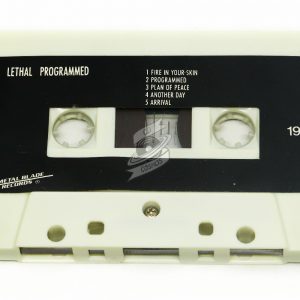 LETHAL PROGRAMMED
1 FIRE IN YOUR SKIN
2 PROGRAMMED
3 PLAN OF PEACE
4 ANOTHER DAY
5 ARRIVAL
19
METAL BLADE
RECORDS ®